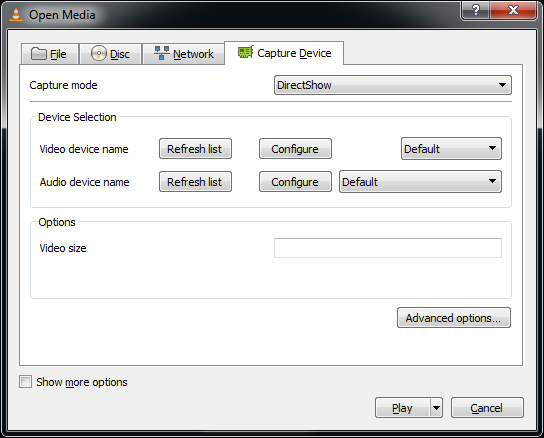 Open Media
File Disc Network Capture Device
Capture mode DirectShow
Device Selection
Video device name Refresh list Configure Default
Audio device name Refresh list Configure Default
Options
Video size
Advanced options...
Show more options
Play Cancel